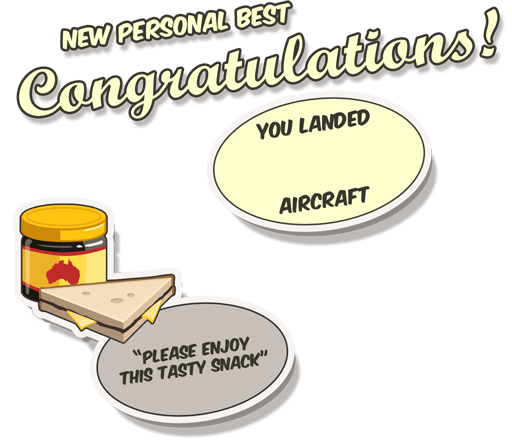 NEW PERSONAL BEST
Congratulations!
YOU LANDED
AIRCRAFT
“PLEASE ENJOY
THIS TASTY SNACK”